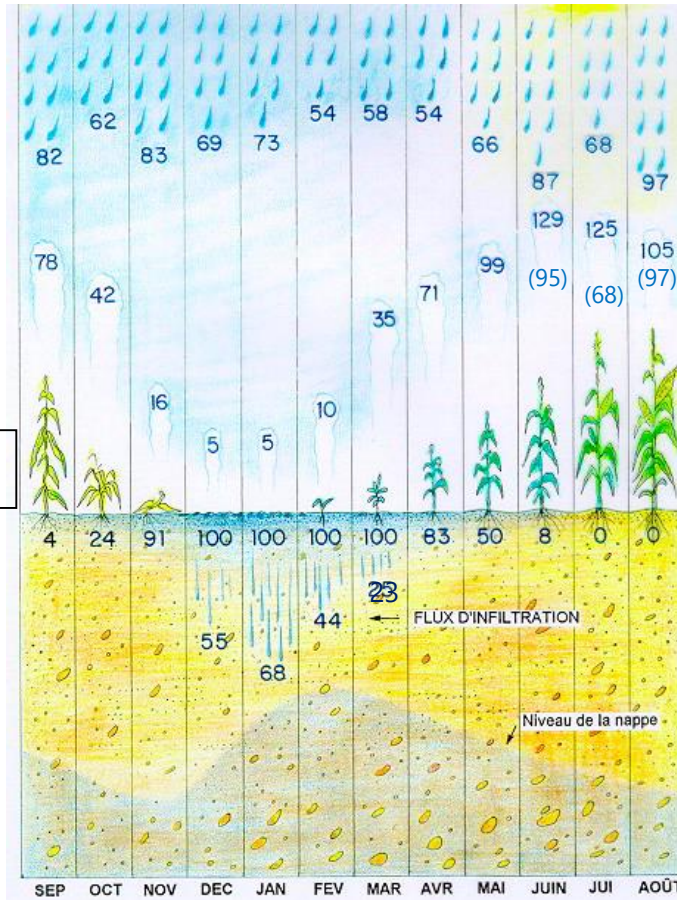 82 62 83 69 73 54 58 54 66 87 68 97
78 42 16 5 5 10 35 71 99 129 125 105
(95) (68) (97)
4 24 91 100 100 100 100 83 50 8 0 0
55 68 44 23
FLUX D'INFILTRATION
Niveau de la nappe
SEP OCT NOV DEC JAN FEV MAR AVR MAI JUIN JUI AOÛT